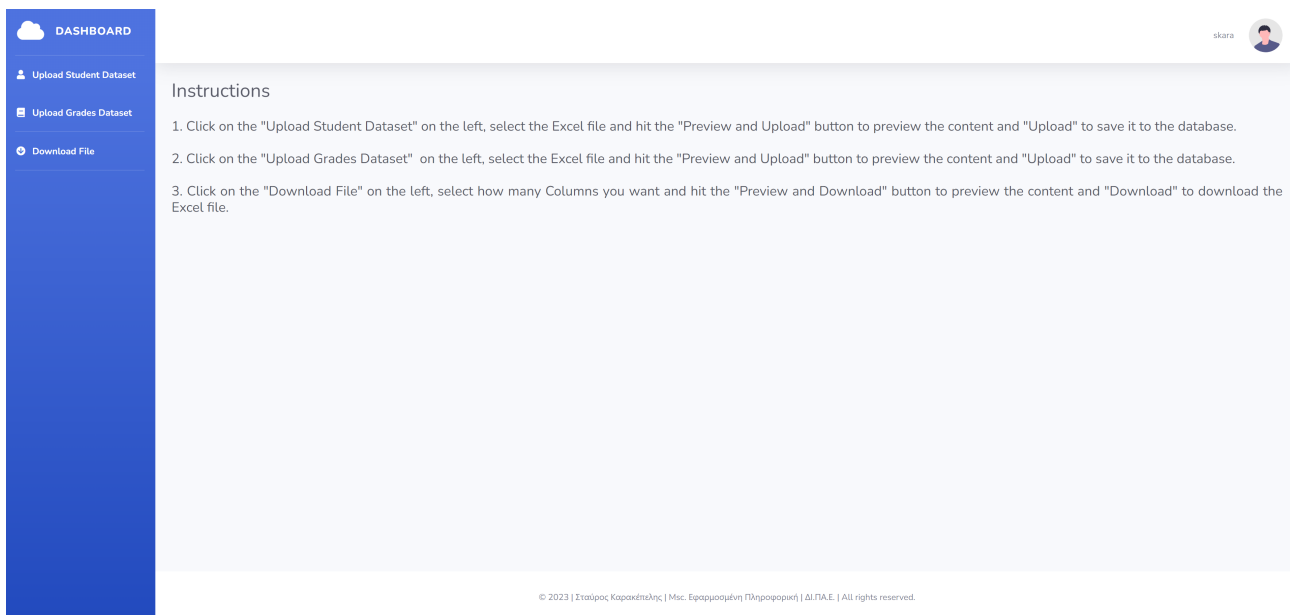 DASHBOARD
skara
Upload Student Dataset
Upload Grades Dataset
Download File
Instructions
1. Click on the "Upload Student Dataset" on the left, select the Excel file and hit the "Preview and Upload" button to preview the content and "Upload" to save it to the database.
2. Click on the "Upload Grades Dataset"  on the left, select the Excel file and hit the "Preview and Upload" button to preview the content and "Upload" to save it to the database.
3. Click on the "Download File" on the left, select how many Columns you want and hit the "Preview and Download" button to preview the content and "Download" to download the
Excel file.
© 2023 | Σταύρος Καρακέπελης | Msc. Εφαρμοσμένη Πληροφορική | ΔΙ.ΠΑ.Ε. | All rights reserved.